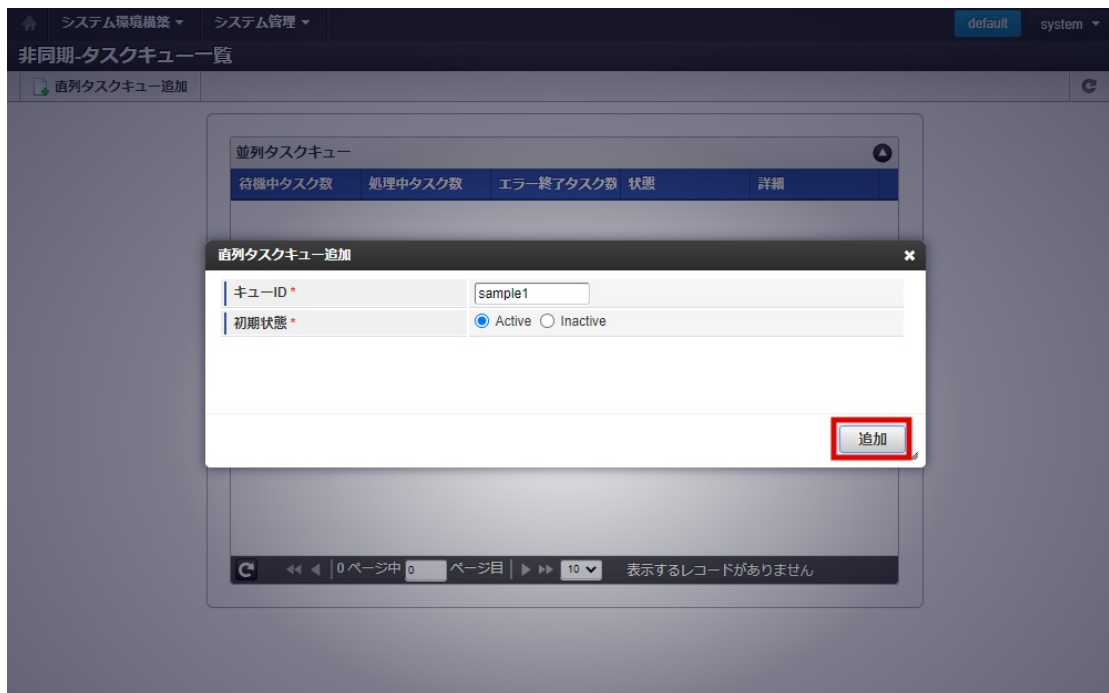 システム環境構築 ▼ システム管理 ▼ default system ▼
非同期-タスクキュー一覧
直列タスクキュー追加
並列タスクキュー
待機中タスク数 処理中タスク数 エラー終了タスク数 状態 詳細
直列タスクキュー追加
キューID *
sample1
初期状態 *
Active Inactive
追加
0 ページ中 0 ページ目 10 表示するレコードがありません